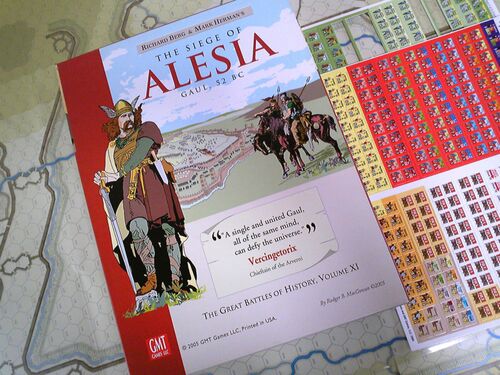 Richard Berg & Mark Herman's
THE SIEGE OF
ALESIA
GAUL, 52 BC
"A single and united Gaul,
all of the same mind,
can defy the universe."
Vercingetorix
Chieftain of the Arverni
THE GREAT BATTLES OF HISTORY, VOLUME XI
By Rodger B. MacGowan ©2005
© 2005 GMT Games LLC. Printed in USA.
GMT
GAMES LLC